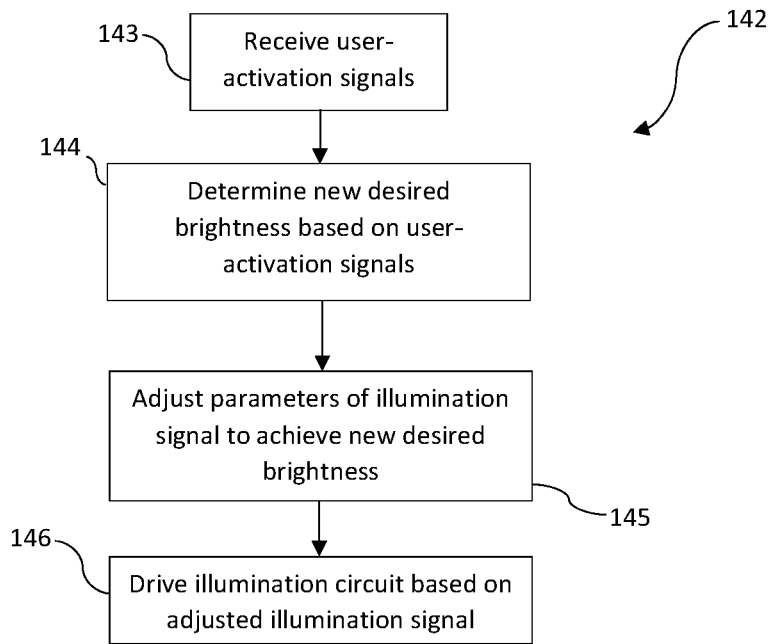 143
Receive user-
activation signals
142
144
Determine new desired
brightness based on user-
activation signals
Adjust parameters of illumination
signal to achieve new desired
brightness
145
146
Drive illumination circuit based on
adjusted illumination signal